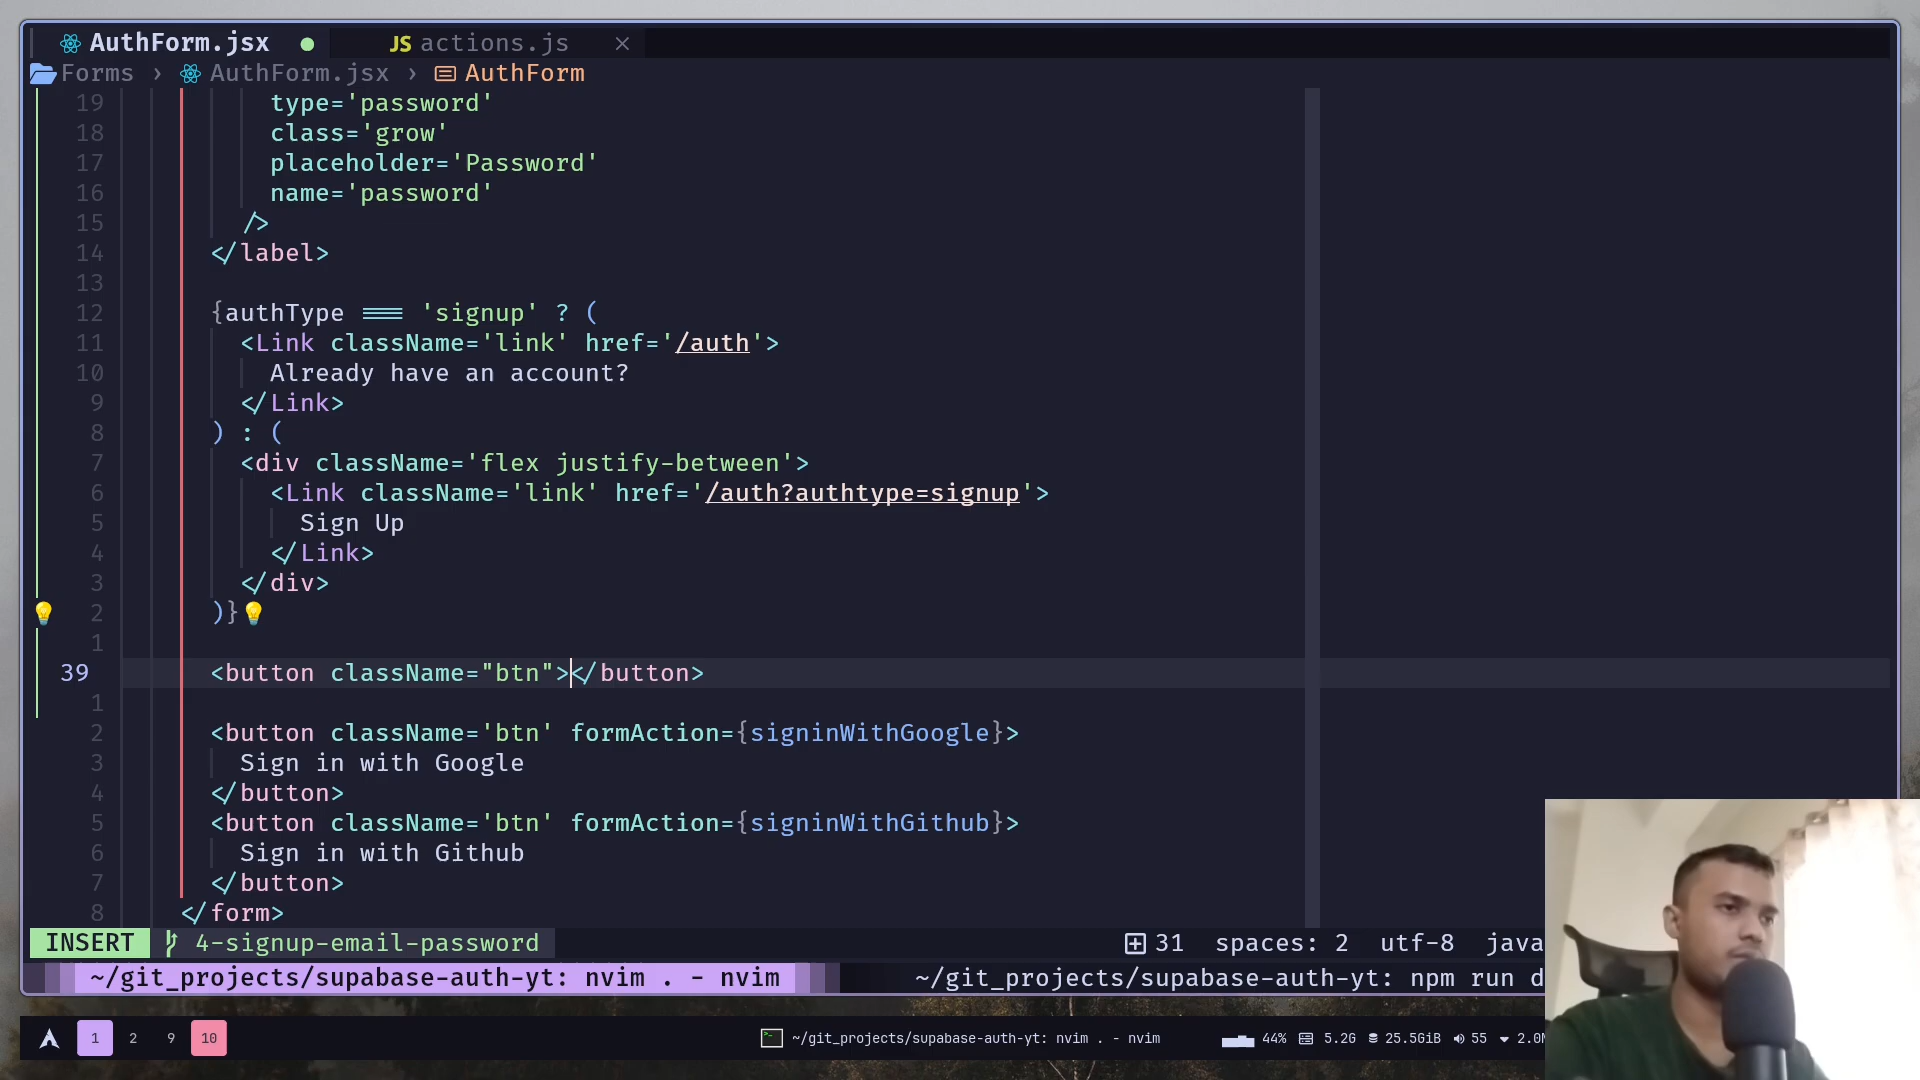 AuthForm.jsx ● JS actions.js ×
Forms › AuthForm.jsx › AuthForm
19 type='password'
18 class='grow'
17 placeholder='Password'
16 name='password'
15 />
14 </label>
13
12 {authType === 'signup' ? (
11 <Link className='link' href='/auth'>
10 Already have an account?
9 </Link>
8 ) : (
7 <div className='flex justify-between'>
6 <Link className='link' href='/auth?authtype=signup'>
5 Sign Up
4 </Link>
3 </div>
2 )}
1
39 <button className="btn"></button>
1
2 <button className='btn' formAction={signinWithGoogle}>
3 Sign in with Google
4 </button>
5 <button className='btn' formAction={signinWithGithub}>
6 Sign in with Github
7 </button>
8 </form>
INSERT 4-signup-email-password 31 spaces: 2 utf-8 java
~/git_projects/supabase-auth-yt: nvim . - nvim ~/git_projects/supabase-auth-yt: npm run d
1 2 9 10 ~/git_projects/supabase-auth-yt: nvim . - nvim 44% 5.2G 25.5GiB 55 2.0